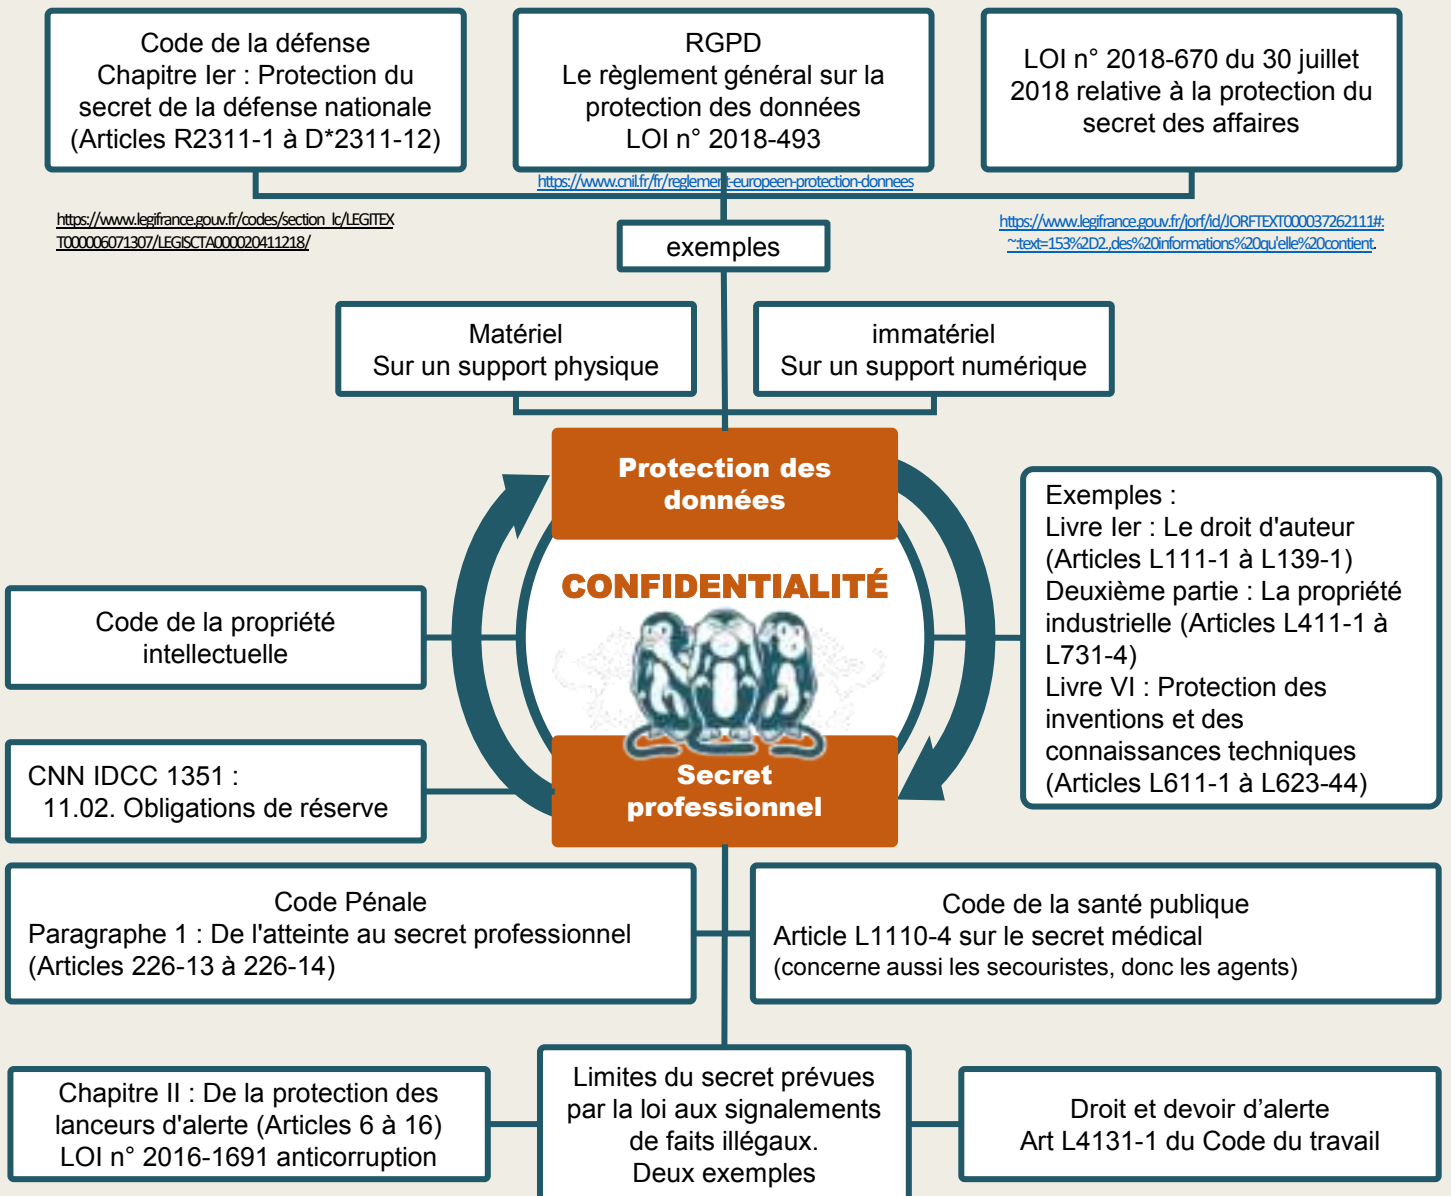 Code de la défense
Chapitre Ier : Protection du
secret de la défense nationale
(Articles R2311-1 à D*2311-12)
RGPD
Le règlement général sur la
protection des données
LOI n° 2018-493
LOI n° 2018-670 du 30 juillet
2018 relative à la protection du
secret des affaires
https://www.cnil.fr/fr/reglement-europeen-protection-donnees
https://www.legifrance.gouv.fr/codes/section_lc/LEGITEX
T000006071307/LEGISCTA000020411218/
https://www.legifrance.gouv.fr/jorf/id/JORFTEXT000037262111#:
~:text=153%2D2.,des%20informations%20qu'elle%20contient.
exemples
Matériel
Sur un support physique
immatériel
Sur un support numérique
Protection des
données
CONFIDENTIALITÉ
Secret
professionnel
Code de la propriété
intellectuelle
Exemples :
Livre Ier : Le droit d'auteur
(Articles L111-1 à L139-1)
Deuxième partie : La propriété
industrielle (Articles L411-1 à
L731-4)
Livre VI : Protection des
inventions et des
connaissances techniques
(Articles L611-1 à L623-44)
CNN IDCC 1351 :
11.02. Obligations de réserve
Code Pénale
Paragraphe 1 : De l'atteinte au secret professionnel
(Articles 226-13 à 226-14)
Code de la santé publique
Article L1110-4 sur le secret médical
(concerne aussi les secouristes, donc les agents)
Chapitre II : De la protection des
lanceurs d'alerte (Articles 6 à 16)
LOI n° 2016-1691 anticorruption
Limites du secret prévues
par la loi aux signalements
de faits illégaux.
Deux exemples
Droit et devoir d’alerte
Art L4131-1 du Code du travail